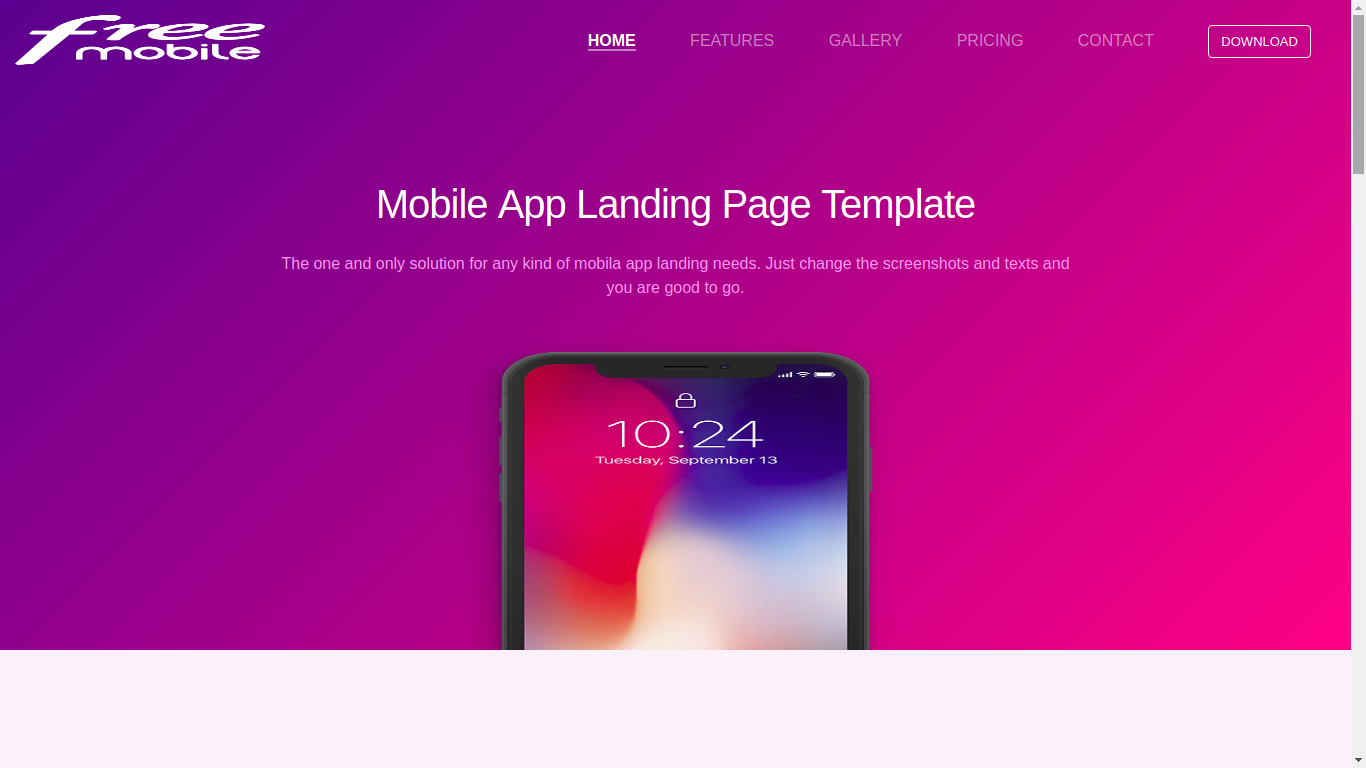 free
mobile
HOME FEATURES GALLERY PRICING CONTACT DOWNLOAD
Mobile App Landing Page Template
The one and only solution for any kind of mobila app landing needs. Just change the screenshots and texts and
you are good to go.
10:24
Tuesday, September 13